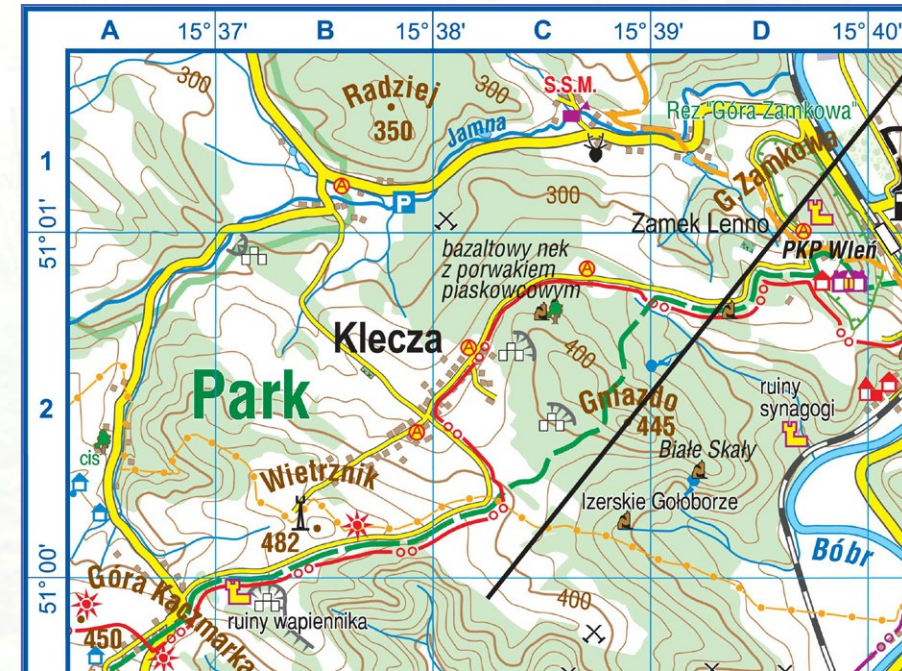 A
15°37'
B
15°38'
C
15°39'
D
15°40'
300
Radziej
350
300
S.S.M.
Jamna
Rez."Góra Zamkowa"
1
P
300
G. Zamkowa
Zamek Lenno
51°01'
A
A
PKP Wleń
bazaltowy nek
z porwakiem
piaskowcowym
A
Klecza
A
400
2
Park
Gniazdo
445
ruiny
synagogi
A
cis
Białe Skały
Wietrznik
Izerskie Gołoborze
482
Bóbr
51°00'
Góra Kaczmarka
400
450
ruiny wapiennika